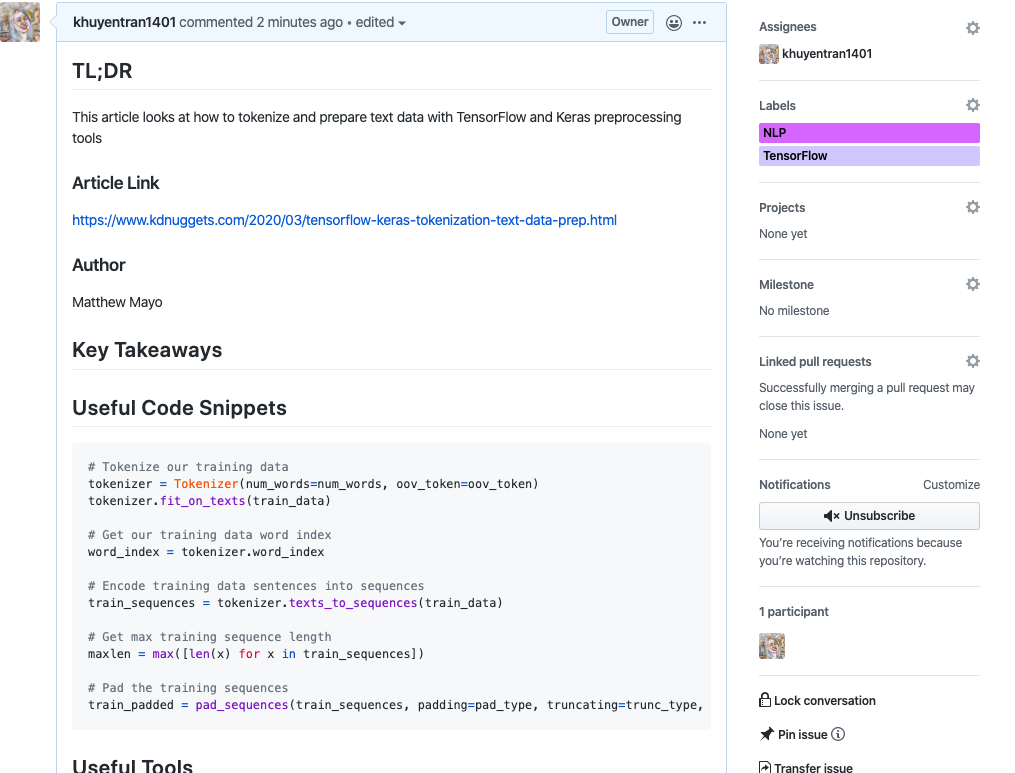 khuyentran1401 commented 2 minutes ago • edited
Owner
TL;DR
This article looks at how to tokenize and prepare text data with TensorFlow and Keras preprocessing
tools
Article Link
https://www.kdnuggets.com/2020/03/tensorflow-keras-tokenization-text-data-prep.html
Author
Matthew Mayo
Key Takeaways
Useful Code Snippets
# Tokenize our training data
tokenizer = Tokenizer(num_words=num_words, oov_token=oov_token)
tokenizer.fit_on_texts(train_data)
# Get our training data word index
word_index = tokenizer.word_index
# Encode training data sentences into sequences
train_sequences = tokenizer.texts_to_sequences(train_data)
# Get max training sequence length
maxlen = max([len(x) for x in train_sequences])
# Pad the training sequences
train_padded = pad_sequences(train_sequences, padding=pad_type, truncating=trunc_type,
Useful Tools
Assignees
khuyentran1401
Labels
NLP
TensorFlow
Projects
None yet
Milestone
No milestone
Linked pull requests
Successfully merging a pull request may
close this issue.
None yet
Notifications
Customize
Unsubscribe
You're receiving notifications because
you're watching this repository.
1 participant
Lock conversation
Pin issue
Transfer issue